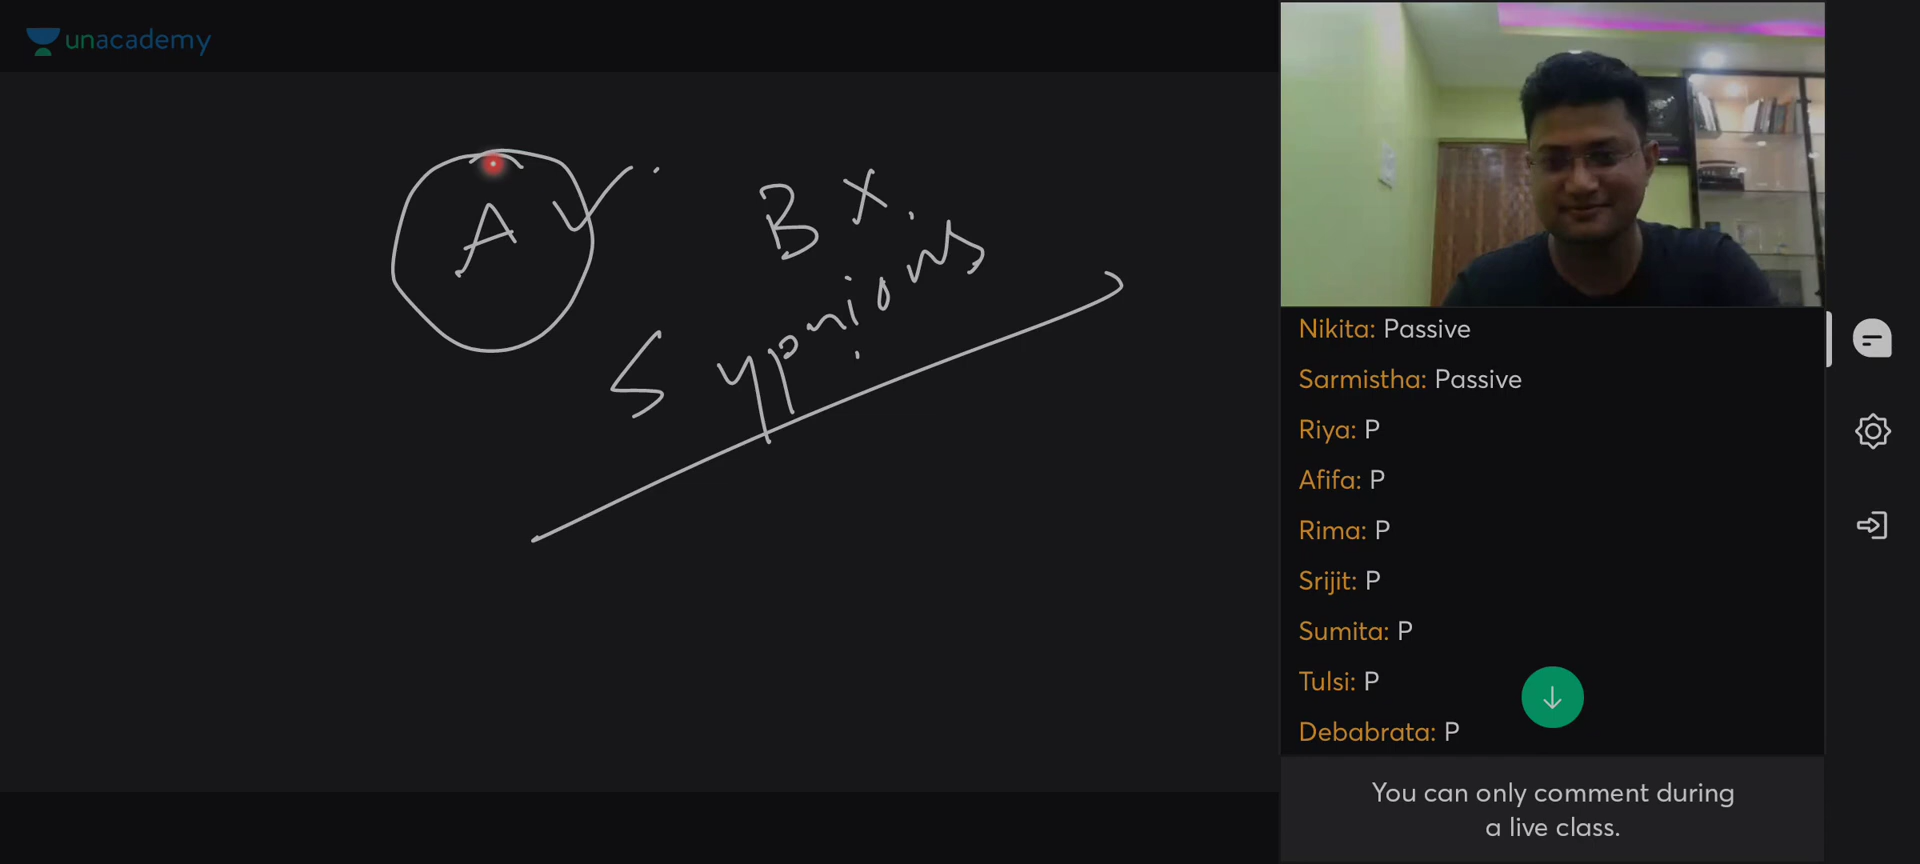 unacademy
A
B X.
S ypnions
Nikita: Passive
Sarmistha: Passive
Riya: P
Afifa: P
Rima: P
Srijit: P
Sumita: P
Tulsi: P
Debabrata: P
You can only comment during
a live class.